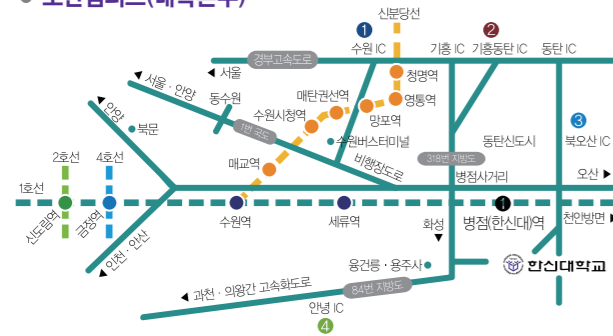 오산캠퍼스(대학본부)
신분당선
1
2
수원 IC
기흥 IC
기흥동탄 IC
동탄 IC
경부고속도로
◀ 서울
청명역
◀ 서울·안양
매탄권선역
영통역
동수원
수원시청역
망포역
3
◀ 안양
북문
1번 국도
수원버스터미널
동탄신도시
북오산 IC
매교역
비행장도로
318번 지방도
2호선
4호선
병점사거리
오산 ▶
1호선
1
신도림역
금정역
수원역
세류역
화성
▼
병점(한신대)역
천안방면 ▶
◀ 인천·안산
융건릉·용주사
한신대학교
◀ 과천·의왕간 고속화도로
84번 지방도
안녕 IC
4